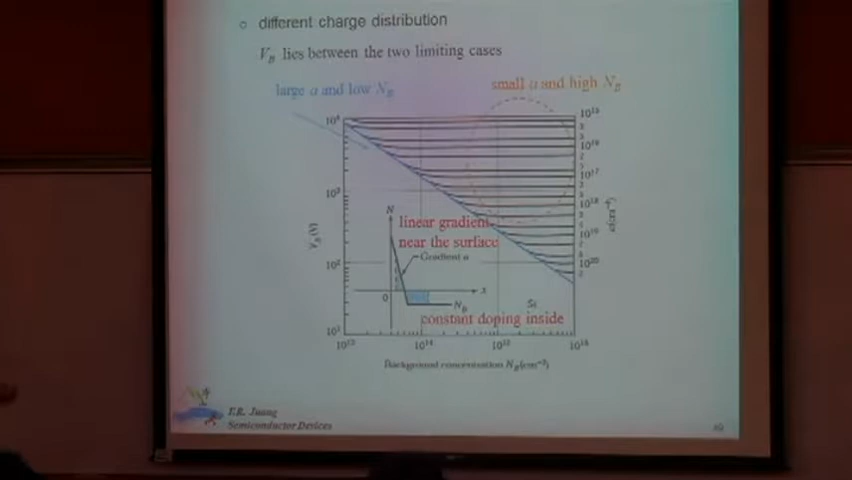 different charge distribution
V_B lies between the two limiting cases
large a and low N_B
small a and high N_B
10⁴
10³
10²
10¹
V_B (V)
10¹⁵
10¹⁶
10¹⁷
10¹⁸
10¹⁹
10²⁰
N
linear gradient
near the surface
Gradient a
0
x
N_B
Si
constant doping inside
10¹³
10¹⁴
10¹⁵
10¹⁶
Background concentration N_B (cm⁻³)
F.R. Juang
Semiconductor Devices